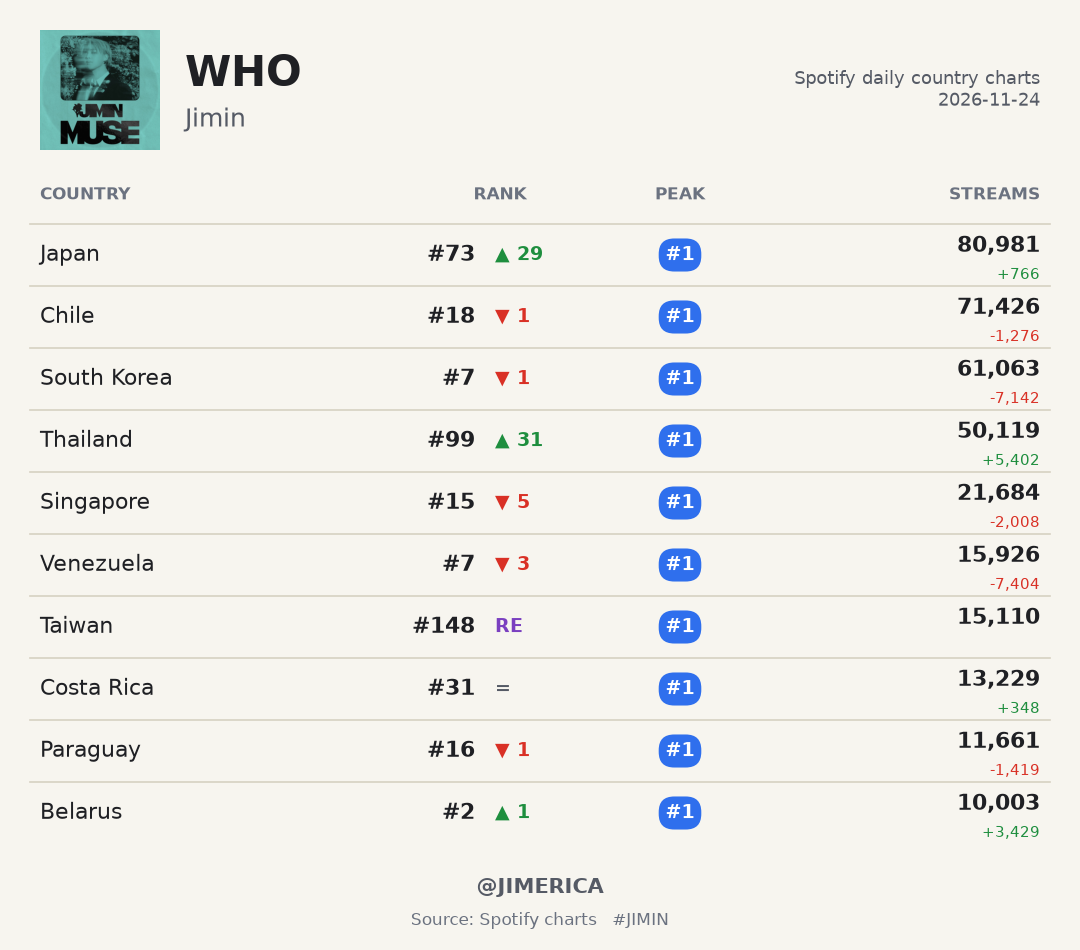 WHO
Jimin
JIMIN
MUSE
Spotify daily country charts
2026-11-24
COUNTRY RANK PEAK STREAMS
Japan #73 ▲ 29 #1 80,981
+766
Chile #18 ▼ 1 #1 71,426
-1,276
South Korea #7 ▼ 1 #1 61,063
-7,142
Thailand #99 ▲ 31 #1 50,119
+5,402
Singapore #15 ▼ 5 #1 21,684
-2,008
Venezuela #7 ▼ 3 #1 15,926
-7,404
Taiwan #148 RE #1 15,110
Costa Rica #31 = #1 13,229
+348
Paraguay #16 ▼ 1 #1 11,661
-1,419
Belarus #2 ▲ 1 #1 10,003
+3,429
@JIMERICA
Source: Spotify charts #JIMIN